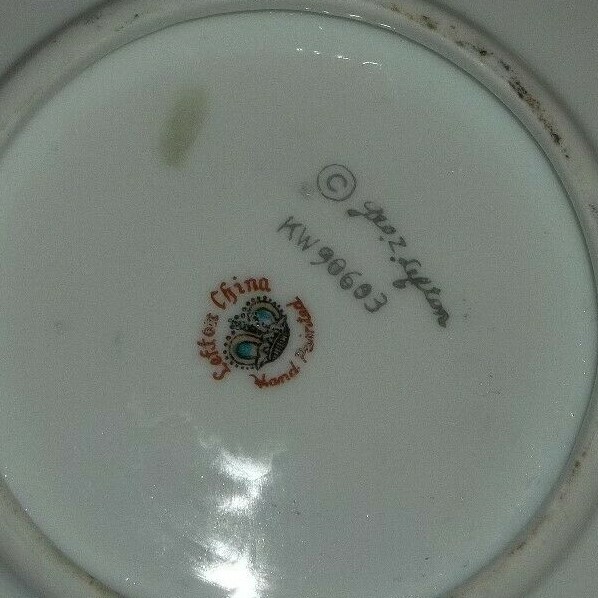 © Geo. Z. Lefton
KW90603
Lefton China
Hand Painted